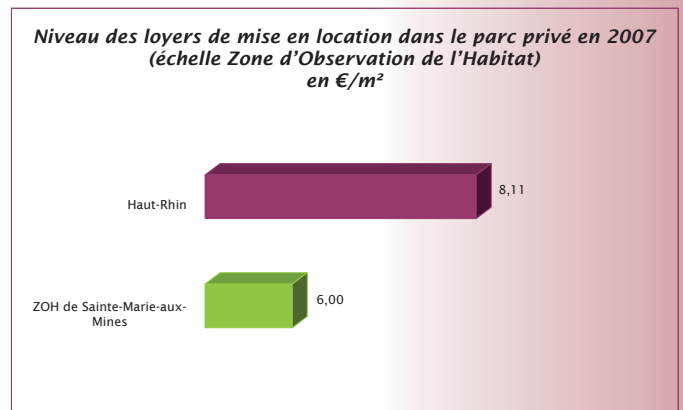 Niveau des loyers de mise en location dans le parc privé en 2007
(échelle Zone d'Observation de l'Habitat)
en €/m²
Haut-Rhin
8,11
ZOH de Sainte-Marie-aux-
Mines
6,00